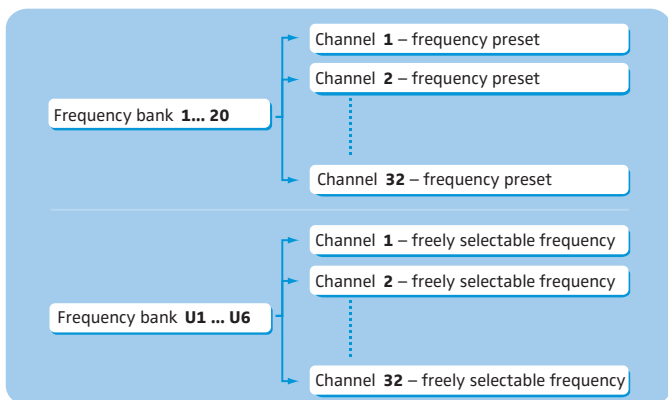 Channel 1 – frequency preset
Channel 2 – frequency preset
Frequency bank 1... 20
Channel 32 – frequency preset
Channel 1 – freely selectable frequency
Channel 2 – freely selectable frequency
Frequency bank U1 ... U6
Channel 32 – freely selectable frequency